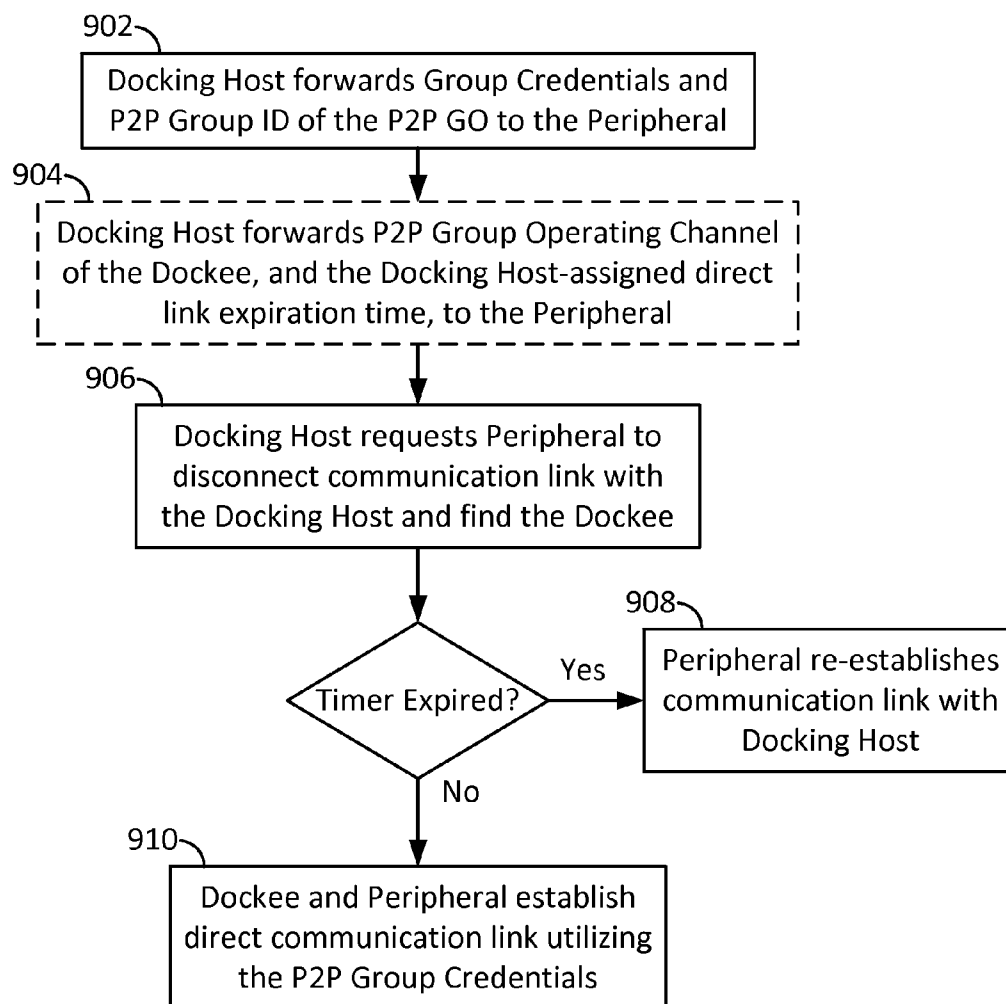 902
Docking Host forwards Group Credentials and
P2P Group ID of the P2P GO to the Peripheral
904
Docking Host forwards P2P Group Operating Channel
of the Dockee, and the Docking Host-assigned direct
link expiration time, to the Peripheral
906
Docking Host requests Peripheral to
disconnect communication link with
the Docking Host and find the Dockee
Timer Expired?
Yes
908
Peripheral re-establishes
communication link with
Docking Host
No
910
Dockee and Peripheral establish
direct communication link utilizing
the P2P Group Credentials